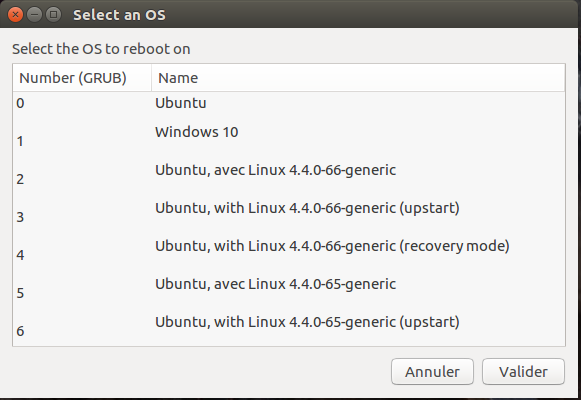 Select an OS
Select the OS to reboot on
Number (GRUB) Name
0 Ubuntu
1 Windows 10
2 Ubuntu, avec Linux 4.4.0-66-generic
3 Ubuntu, with Linux 4.4.0-66-generic (upstart)
4 Ubuntu, with Linux 4.4.0-66-generic (recovery mode)
5 Ubuntu, avec Linux 4.4.0-65-generic
6 Ubuntu, with Linux 4.4.0-65-generic (upstart)
Annuler Valider